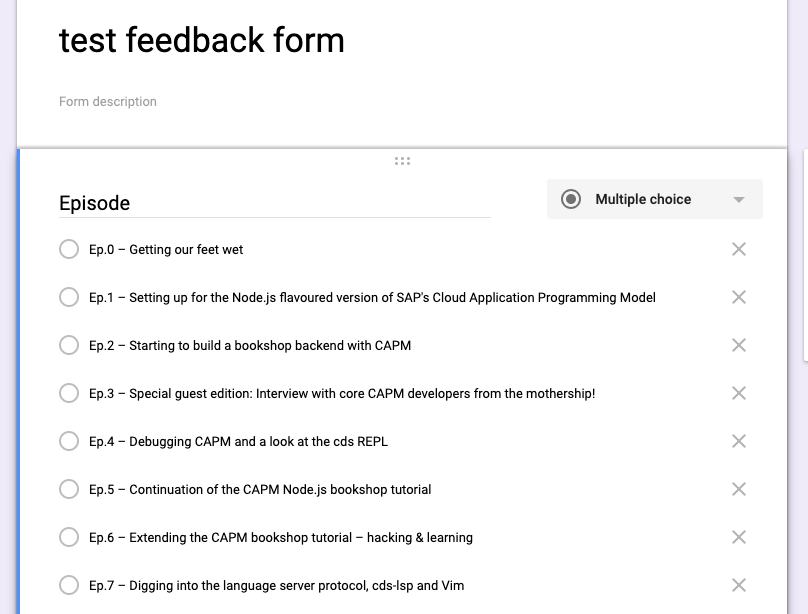 test feedback form
Form description
Episode
Multiple choice
Ep.0 – Getting our feet wet
Ep.1 – Setting up for the Node.js flavoured version of SAP's Cloud Application Programming Model
Ep.2 – Starting to build a bookshop backend with CAPM
Ep.3 – Special guest edition: Interview with core CAPM developers from the mothership!
Ep.4 – Debugging CAPM and a look at the cds REPL
Ep.5 – Continuation of the CAPM Node.js bookshop tutorial
Ep.6 – Extending the CAPM bookshop tutorial – hacking & learning
Ep.7 – Digging into the language server protocol, cds-lsp and Vim